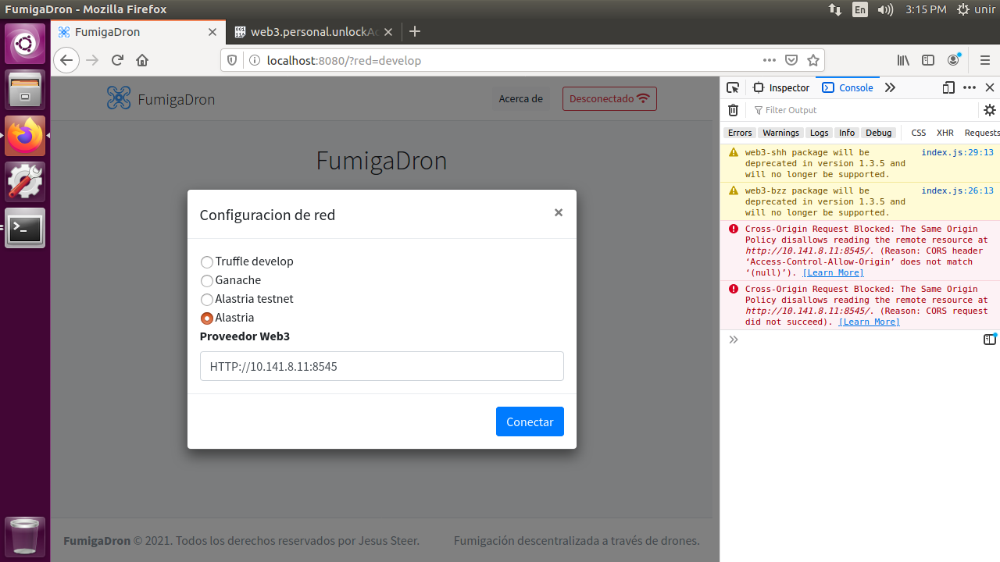 FumigaDron - Mozilla Firefox
En
3:15 PM
unir
FumigaDron
web3.personal.unlockAc
localhost:8080/?red=develop
FumigaDron
Acerca de
Desconectado
FumigaDron
Configuracion de red
×
Truffle develop
Ganache
Alastria testnet
Alastria
Proveedor Web3
HTTP://10.141.8.11:8545
Conectar
FumigaDron © 2021. Todos los derechos reservados por Jesus Steer.
Fumigación descentralizada a través de drones.
Inspector
Console
Filter Output
Errors
Warnings
Logs
Info
Debug
CSS
XHR
Requests
web3-shh package will be
index.js:29:13
deprecated in version 1.3.5 and
will no longer be supported.
web3-bzz package will be
index.js:26:13
deprecated in version 1.3.5 and
will no longer be supported.
Cross-Origin Request Blocked: The Same Origin
Policy disallows reading the remote resource at
http://10.141.8.11:8545/. (Reason: CORS header
‘Access-Control-Allow-Origin’ does not match
‘(null)’). [Learn More]
Cross-Origin Request Blocked: The Same Origin
Policy disallows reading the remote resource at
http://10.141.8.11:8545/. (Reason: CORS request
did not succeed). [Learn More]